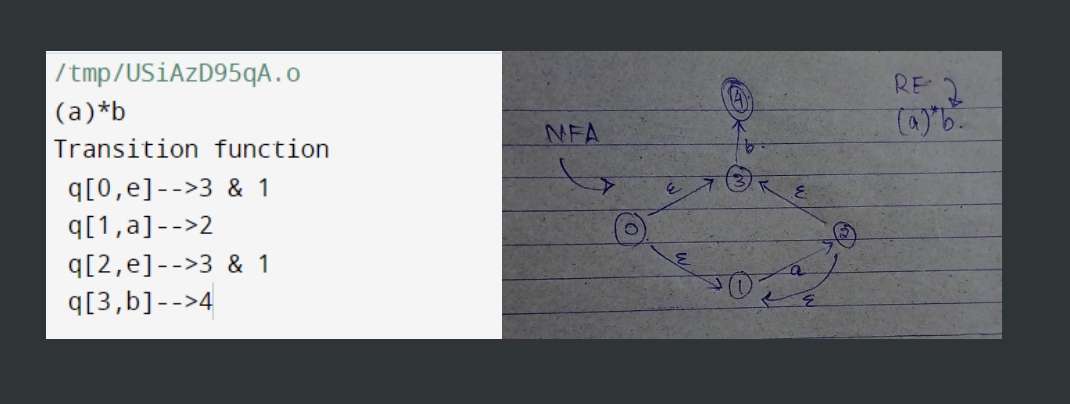 /tmp/USiAzD95qA.o
(a)*b
Transition function
q[0,e]-->3 & 1
q[1,a]-->2
q[2,e]-->3 & 1
q[3,b]-->4
RE
(a)*b.
NFA
4
b.
3
ε
ε
0
2
ε
a
1
ε